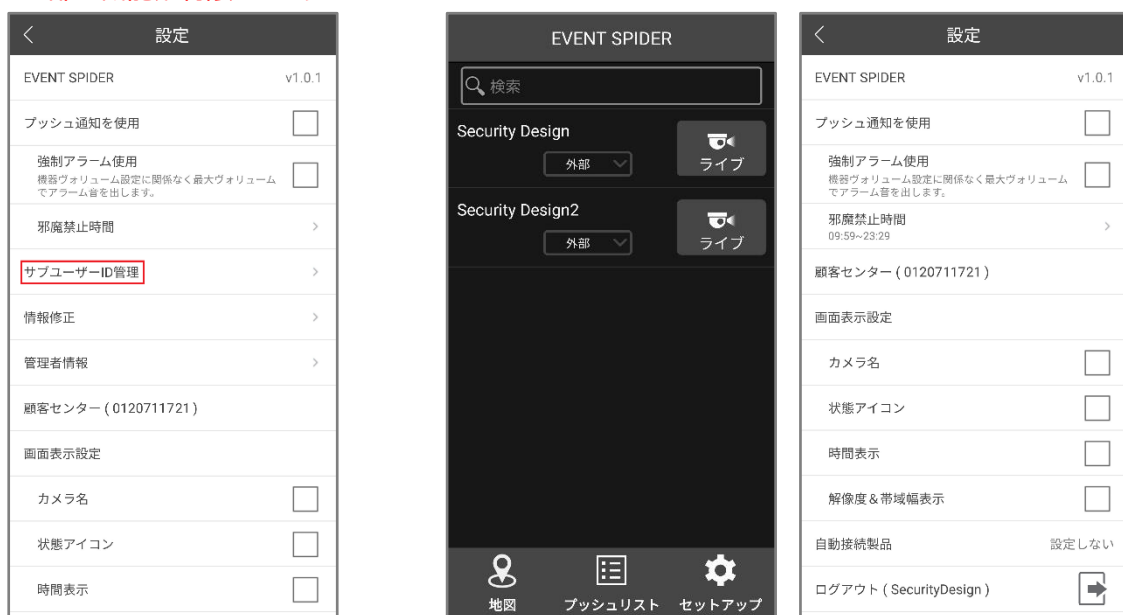 設定
EVENT SPIDER v1.0.1
プッシュ通知を使用
強制アラーム使用
機器ヴォリューム設定に関係なく最大ヴォリューム
でアラーム音を出します。
邪魔禁止時間
サブユーザーID管理
情報修正
管理者情報
顧客センター ( 0120711721 )
画面表示設定
カメラ名
状態アイコン
時間表示
EVENT SPIDER
検索
Security Design
外部
ライブ
Security Design2
外部
ライブ
地図 プッシュリスト セットアップ
設定
EVENT SPIDER v1.0.1
プッシュ通知を使用
強制アラーム使用
機器ヴォリューム設定に関係なく最大ヴォリューム
でアラーム音を出します。
邪魔禁止時間
09:59~23:29
顧客センター ( 0120711721 )
画面表示設定
カメラ名
状態アイコン
時間表示
解像度＆帯域幅表示
自動接続製品 設定しない
ログアウト ( SecurityDesign )